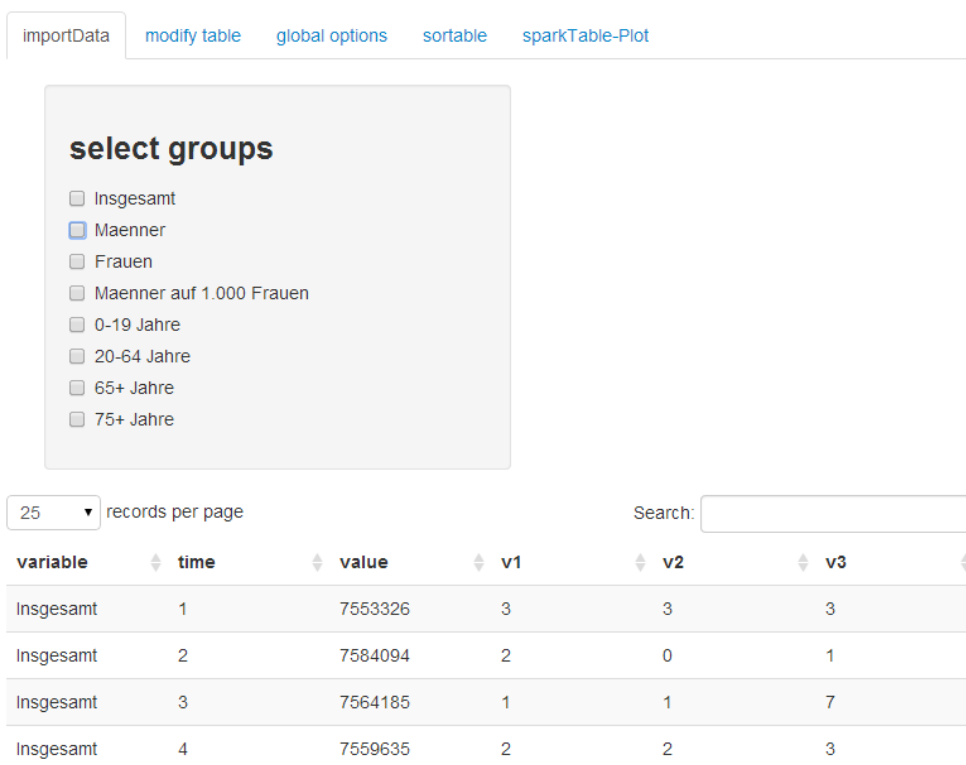 importData modify table global options sortable sparkTable-Plot
select groups
Insgesamt
Maenner
Frauen
Maenner auf 1.000 Frauen
0-19 Jahre
20-64 Jahre
65+ Jahre
75+ Jahre
25 records per page Search:
variable time value v1 v2 v3
Insgesamt 1 7553326 3 3 3
Insgesamt 2 7584094 2 0 1
Insgesamt 3 7564185 1 1 7
Insgesamt 4 7559635 2 2 3